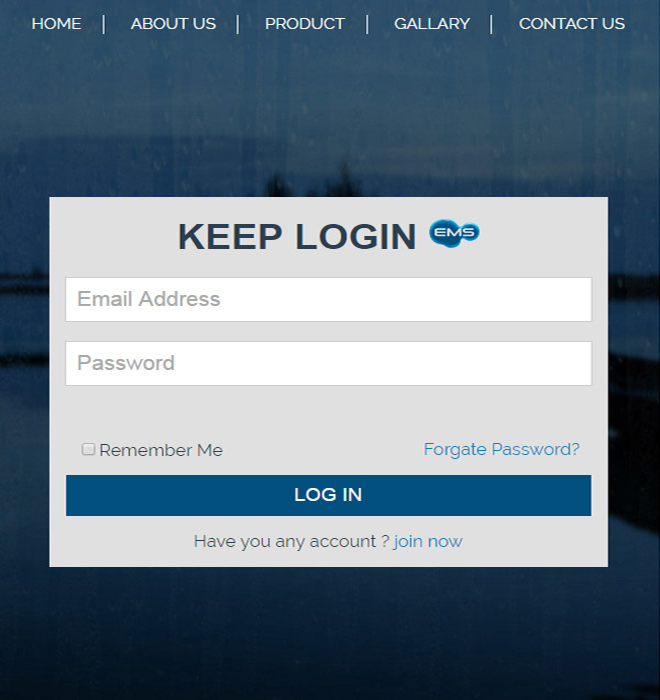 HOME | ABOUT US | PRODUCT | GALLARY | CONTACT US
KEEP LOGIN EMS
Email Address
Password
Remember Me Forgate Password?
LOG IN
Have you any account ? join now